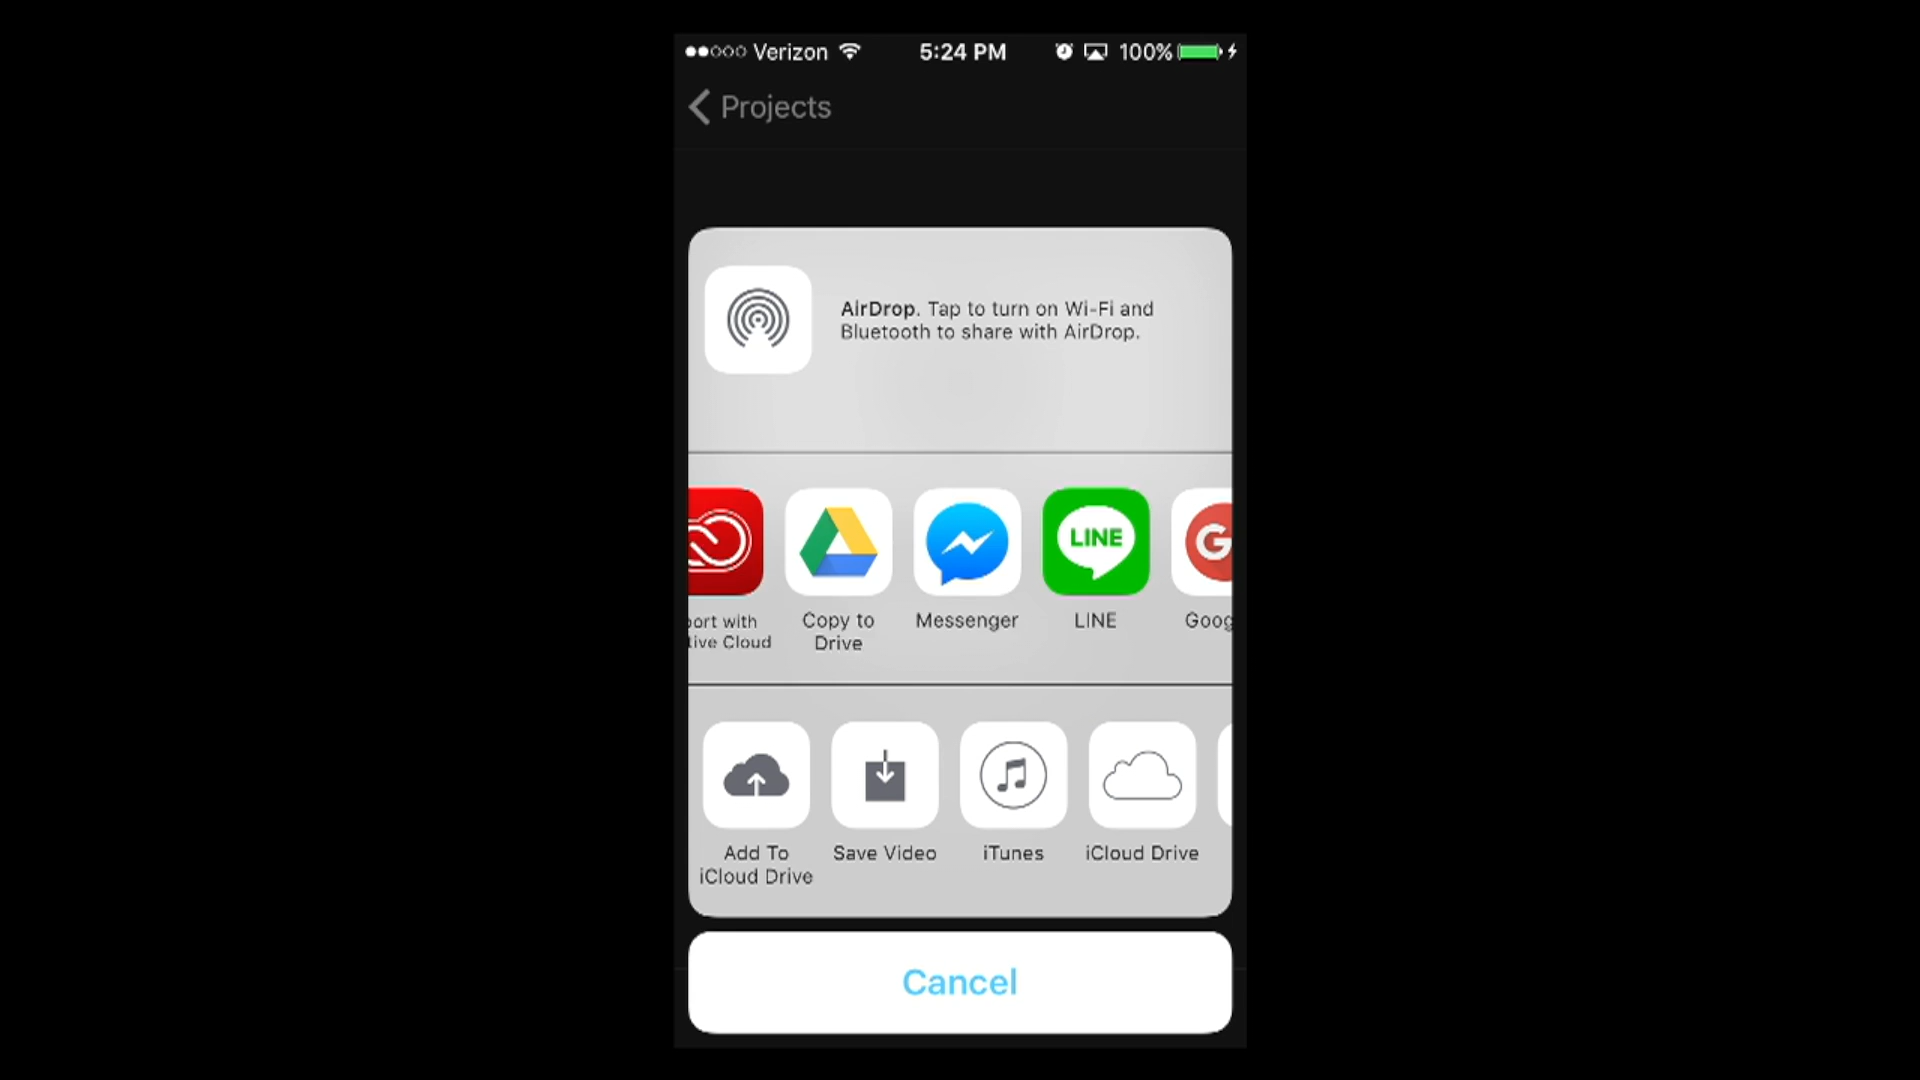 Verizon 5:24 PM 100%
Projects
AirDrop. Tap to turn on Wi-Fi and
Bluetooth to share with AirDrop.
LINE
G
port with
tive Cloud
Copy to
Drive
Messenger
LINE
Goog
Add To
iCloud Drive
Save Video
iTunes
iCloud Drive
Cancel